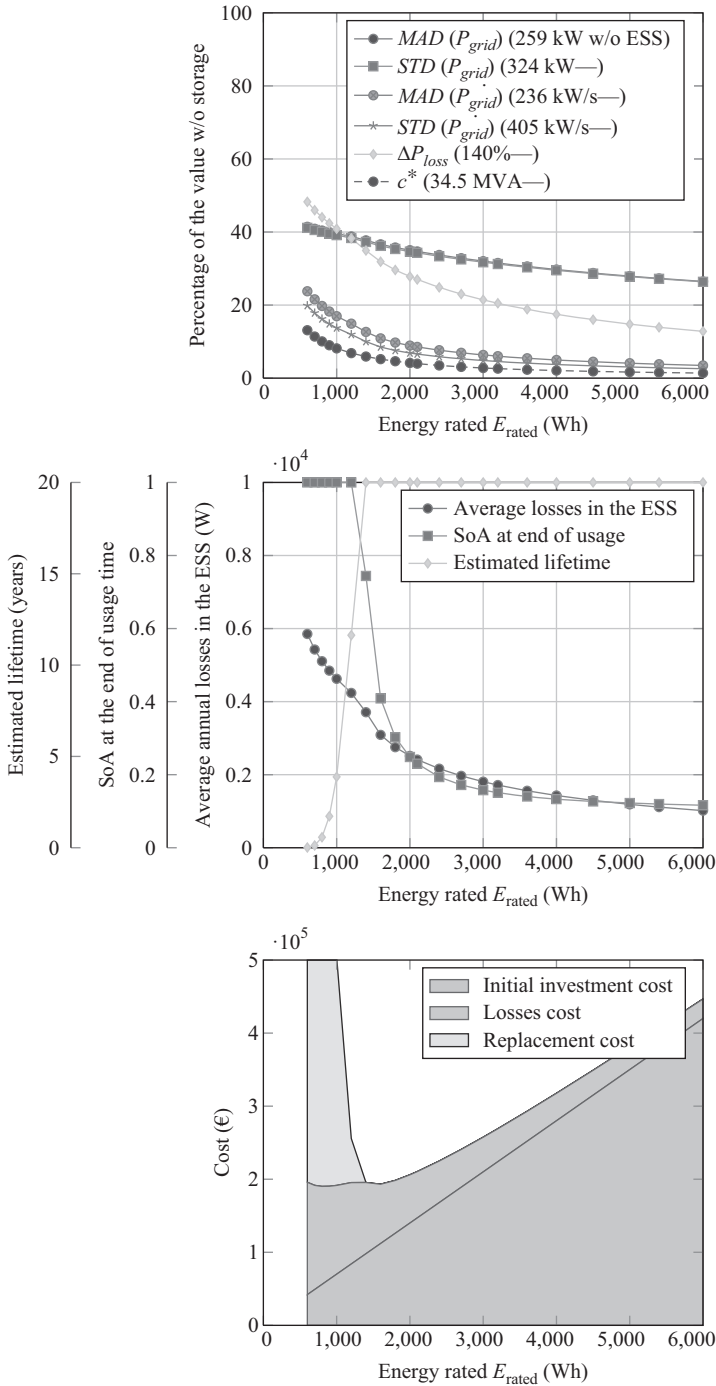 100
80
60
40
20
0
Percentage of the value w/o storage
MAD (P_grid) (259 kW w/o ESS)
STD (P_grid) (324 kW—)
MAD (Ṗ_grid) (236 kW/s—)
STD (Ṗ_grid) (405 kW/s—)
ΔP_loss (140%—)
c* (34.5 MVA—)
1,000 2,000 3,000 4,000 5,000 6,000
Energy rated E_rated (Wh)
·10⁴
20
15
10
5
0
Estimated lifetime (years)
1
0.8
0.6
0.4
0.2
0
SoA at the end of usage time
1
0.8
0.6
0.4
0.2
0
Average annual losses in the ESS (W)
Average losses in the ESS
SoA at end of usage
Estimated lifetime
0 1,000 2,000 3,000 4,000 5,000 6,000
Energy rated E_rated (Wh)
·10⁵
5
4
3
2
1
0
Cost (€)
Initial investment cost
Losses cost
Replacement cost
0 1,000 2,000 3,000 4,000 5,000 6,000
Energy rated E_rated (Wh)